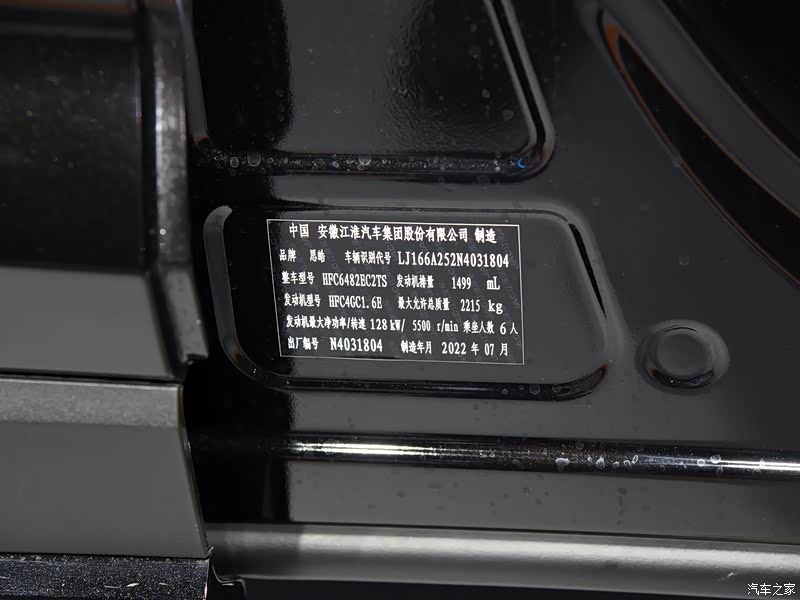 中国 安徽江淮汽车集团股份有限公司 制造
品牌 思皓 车辆识别代号 LJ166A252N4031804
整车型号 HFC6482EC2TS 发动机排量 1499 mL
发动机型号 HFC4GC1.6E 最大允许总质量 2215 kg
发动机最大净功率/转速 128 kW/ 5500 r/min 乘坐人数 6 人
出厂编号 N4031804 制造年月 2022 年 07 月
汽车之家